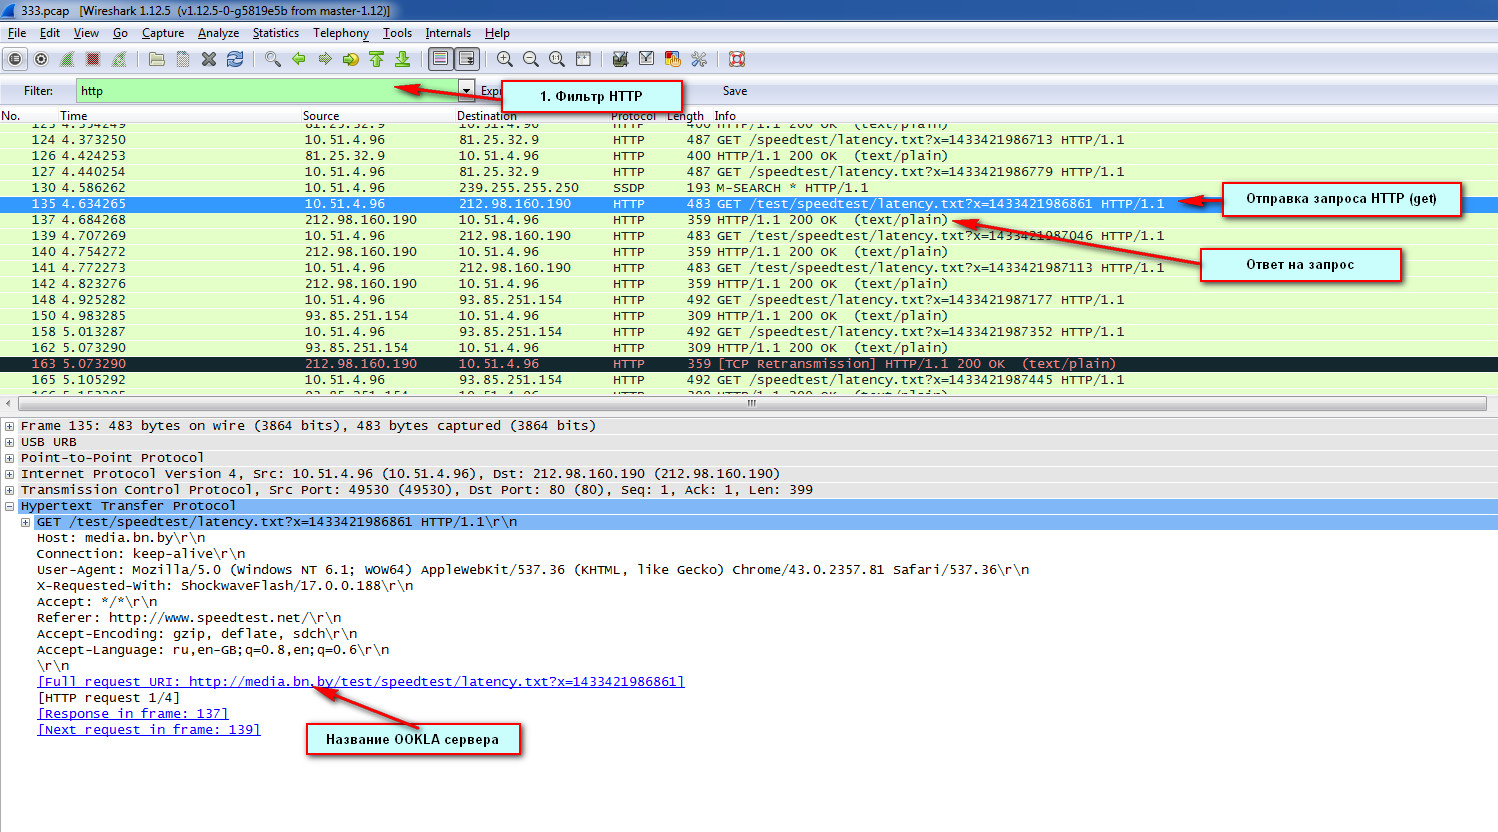 333.pcap [Wireshark 1.12.5 (v1.12.5-0-g5819e5b from master-1.12)]
File Edit View Go Capture Analyze Statistics Telephony Tools Internals Help
Filter: http Save
1. Фильтр HTTP
No. Time Source Destination Protocol Length Info
124 4.373250 10.51.4.96 81.25.32.9 HTTP 487 GET /speedtest/latency.txt?x=1433421986713 HTTP/1.1
126 4.424253 81.25.32.9 10.51.4.96 HTTP 400 HTTP/1.1 200 OK (text/plain)
127 4.440254 10.51.4.96 81.25.32.9 HTTP 487 GET /speedtest/latency.txt?x=1433421986779 HTTP/1.1
130 4.586262 10.51.4.96 239.255.255.250 SSDP 193 M-SEARCH * HTTP/1.1
135 4.634265 10.51.4.96 212.98.160.190 HTTP 483 GET /test/speedtest/latency.txt?x=1433421986861 HTTP/1.1
Отправка запроса HTTP (get)
137 4.684268 212.98.160.190 10.51.4.96 HTTP 359 HTTP/1.1 200 OK (text/plain)
139 4.707269 10.51.4.96 212.98.160.190 HTTP 483 GET /test/speedtest/latency.txt?x=1433421987046 HTTP/1.1
140 4.754272 212.98.160.190 10.51.4.96 HTTP 359 HTTP/1.1 200 OK (text/plain)
Ответ на запрос
141 4.772273 10.51.4.96 212.98.160.190 HTTP 483 GET /test/speedtest/latency.txt?x=1433421987113 HTTP/1.1
142 4.823276 212.98.160.190 10.51.4.96 HTTP 359 HTTP/1.1 200 OK (text/plain)
148 4.925282 10.51.4.96 93.85.251.154 HTTP 492 GET /speedtest/latency.txt?x=1433421987177 HTTP/1.1
150 4.983285 93.85.251.154 10.51.4.96 HTTP 309 HTTP/1.1 200 OK (text/plain)
158 5.013287 10.51.4.96 93.85.251.154 HTTP 492 GET /speedtest/latency.txt?x=1433421987352 HTTP/1.1
162 5.073290 93.85.251.154 10.51.4.96 HTTP 309 HTTP/1.1 200 OK (text/plain)
163 5.073290 212.98.160.190 10.51.4.96 HTTP 359 [TCP Retransmission] HTTP/1.1 200 OK (text/plain)
165 5.105292 10.51.4.96 93.85.251.154 HTTP 492 GET /speedtest/latency.txt?x=1433421987445 HTTP/1.1
Frame 135: 483 bytes on wire (3864 bits), 483 bytes captured (3864 bits)
USB URB
Point-to-Point Protocol
Internet Protocol Version 4, Src: 10.51.4.96 (10.51.4.96), Dst: 212.98.160.190 (212.98.160.190)
Transmission Control Protocol, Src Port: 49530 (49530), Dst Port: 80 (80), Seq: 1, Ack: 1, Len: 399
Hypertext Transfer Protocol
GET /test/speedtest/latency.txt?x=1433421986861 HTTP/1.1\r\n
Host: media.bn.by\r\n
Connection: keep-alive\r\n
User-Agent: Mozilla/5.0 (Windows NT 6.1; WOW64) AppleWebKit/537.36 (KHTML, like Gecko) Chrome/43.0.2357.81 Safari/537.36\r\n
X-Requested-With: ShockwaveFlash/17.0.0.188\r\n
Accept: */*\r\n
Referer: http://www.speedtest.net/\r\n
Accept-Encoding: gzip, deflate, sdch\r\n
Accept-Language: ru,en-GB;q=0.8,en;q=0.6\r\n
\r\n
[Full request URI: http://media.bn.by/test/speedtest/latency.txt?x=1433421986861]
[HTTP request 1/4]
[Response in frame: 137]
[Next request in frame: 139]
Название OOKLA сервера